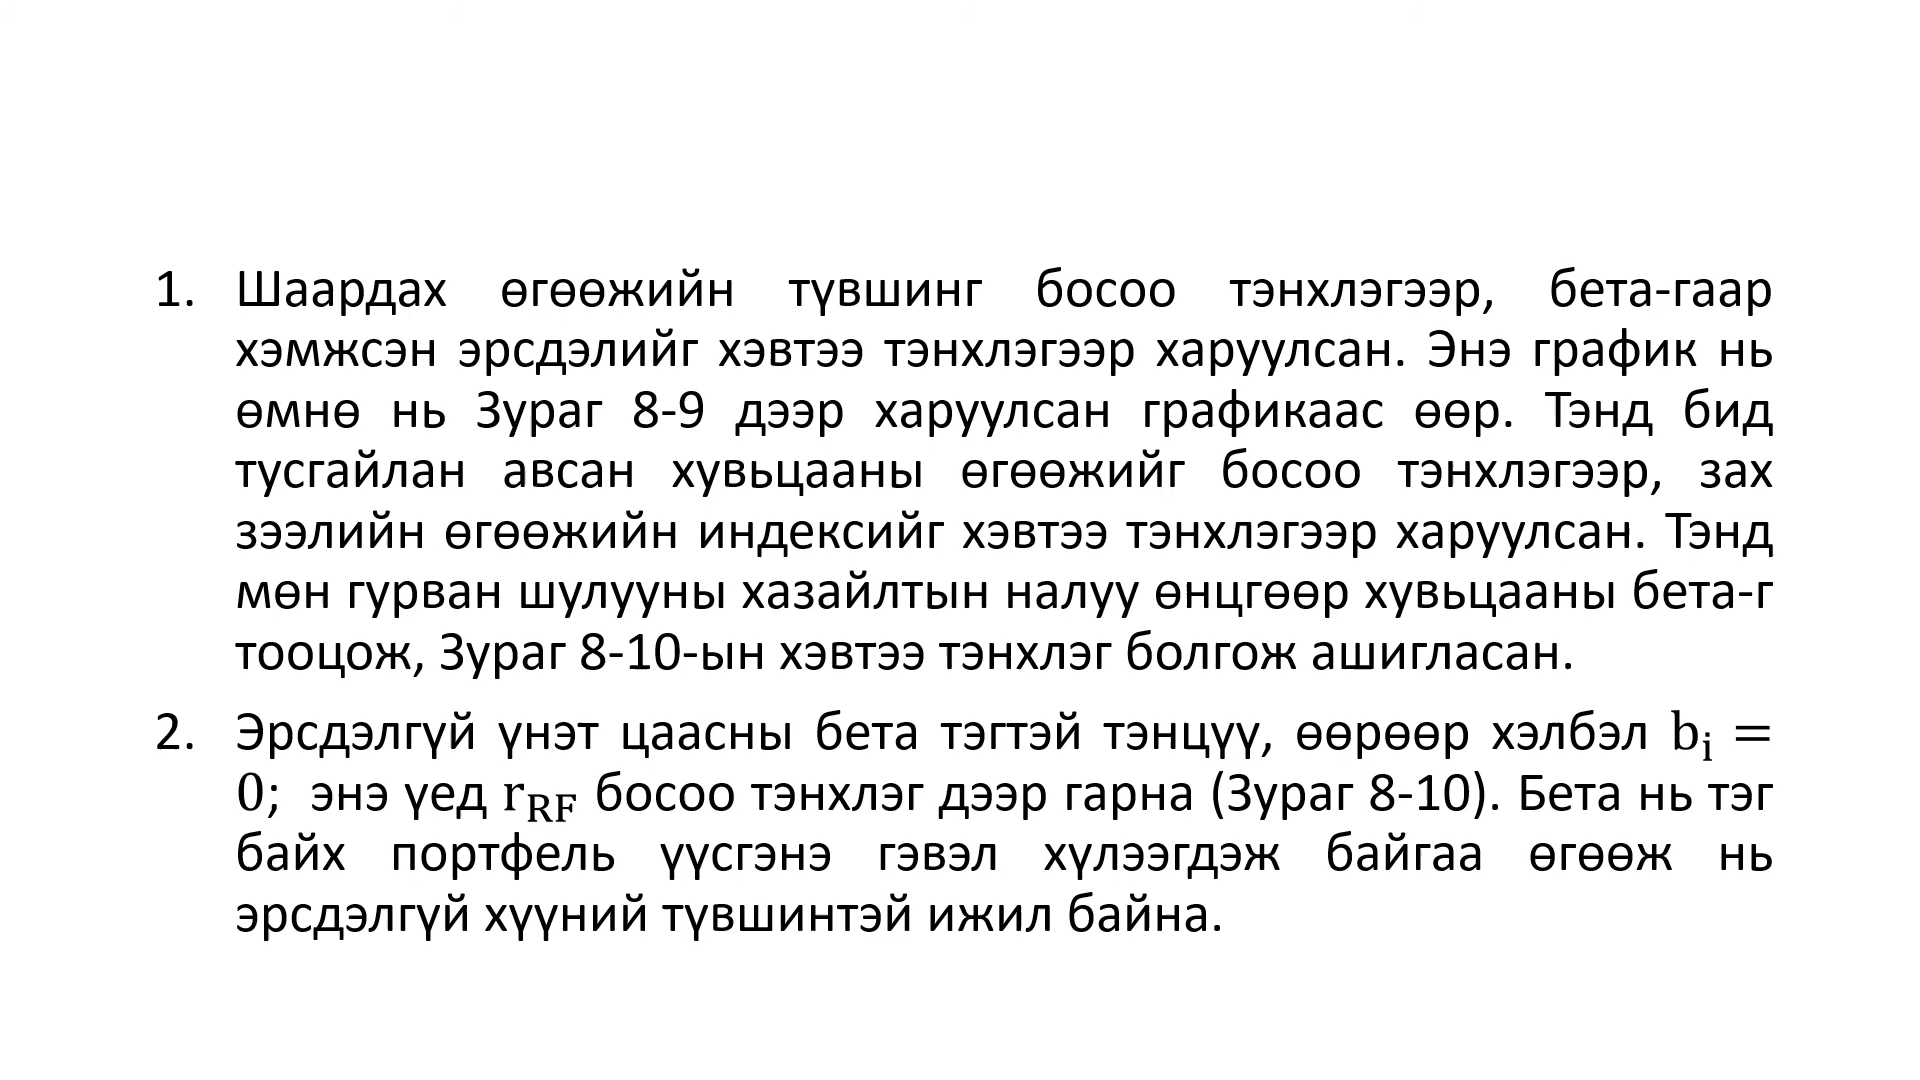 1. Шаардах өгөөжийн түвшинг босоо тэнхлэгээр, бета-гаар
хэмжсэн эрсдэлийг хэвтээ тэнхлэгээр харуулсан. Энэ график нь
өмнө нь Зураг 8-9 дээр харуулсан графикаас өөр. Тэнд бид
тусгайлан авсан хувьцааны өгөөжийг босоо тэнхлэгээр, зах
зээлийн өгөөжийн индексийг хэвтээ тэнхлэгээр харуулсан. Тэнд
мөн гурван шулууны хазайлтын налуу өнцгөөр хувьцааны бета-г
тооцож, Зураг 8-10-ын хэвтээ тэнхлэг болгож ашигласан.
2. Эрсдэлгүй үнэт цаасны бета тэгтэй тэнцүү, өөрөөр хэлбэл bᵢ =
0; энэ үед r_RF босоо тэнхлэг дээр гарна (Зураг 8-10). Бета нь тэг
байх портфель үүсгэнэ гэвэл хүлээгдэж байгаа өгөөж нь
эрсдэлгүй хүүний түвшинтэй ижил байна.